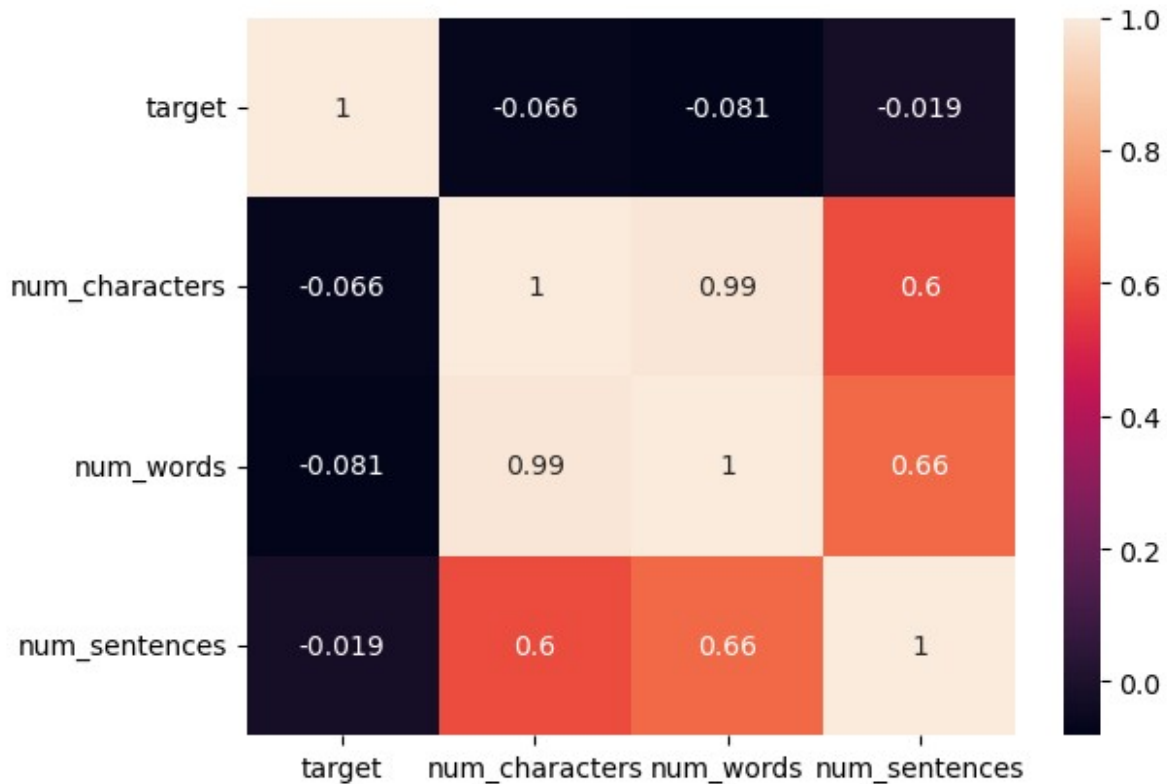 1.0
target 1 -0.066 -0.081 -0.019
0.8
num_characters -0.066 1 0.99 0.6
0.6
0.4
num_words -0.081 0.99 1 0.66
0.2
num_sentences -0.019 0.6 0.66 1
0.0
target num_characters num_words num_sentences